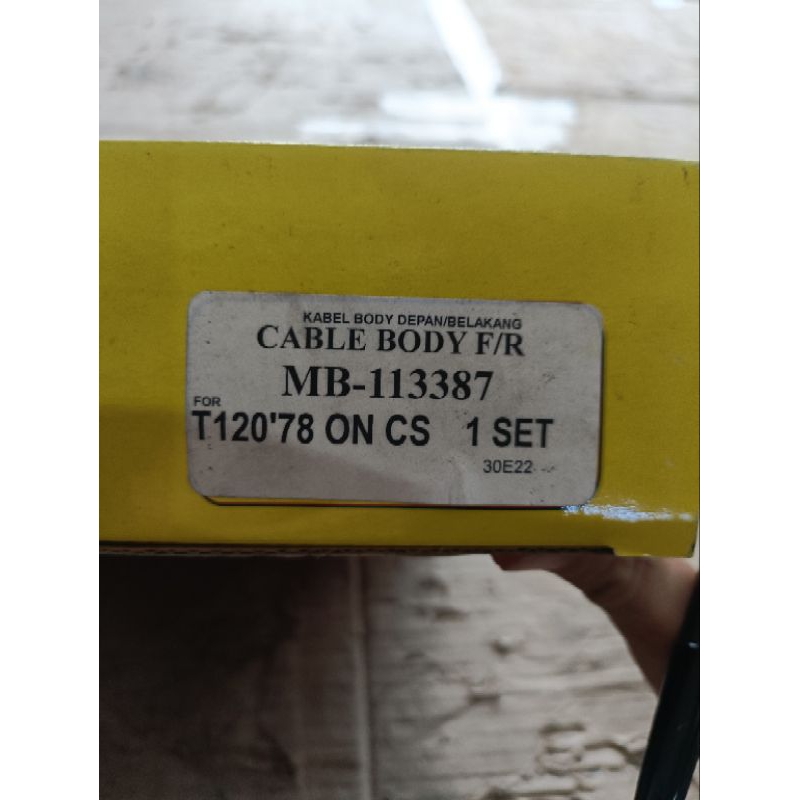 KABEL BODY DEPAN/BELAKANG
CABLE BODY F/R
MB-113387
FOR
T120'78 ON CS 1 SET
30E22